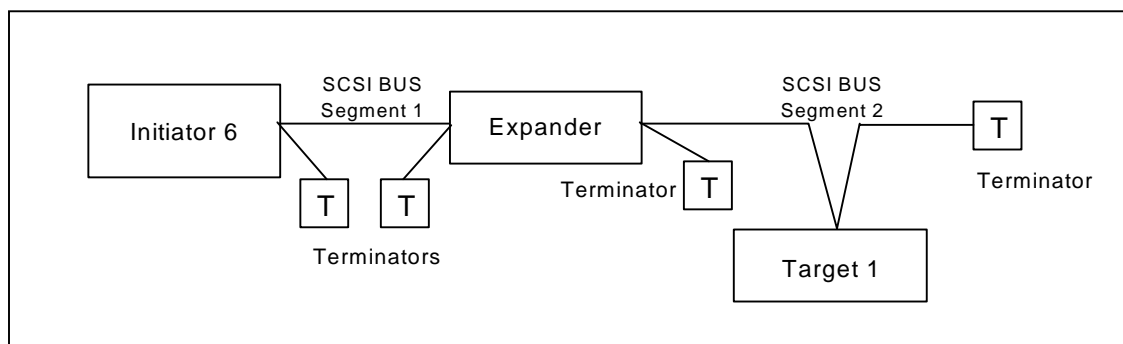 SCSI BUS
Segment 1
SCSI BUS
Segment 2
Initiator 6
Expander
T
T
T
T
Terminator
Terminator
Terminators
Target 1